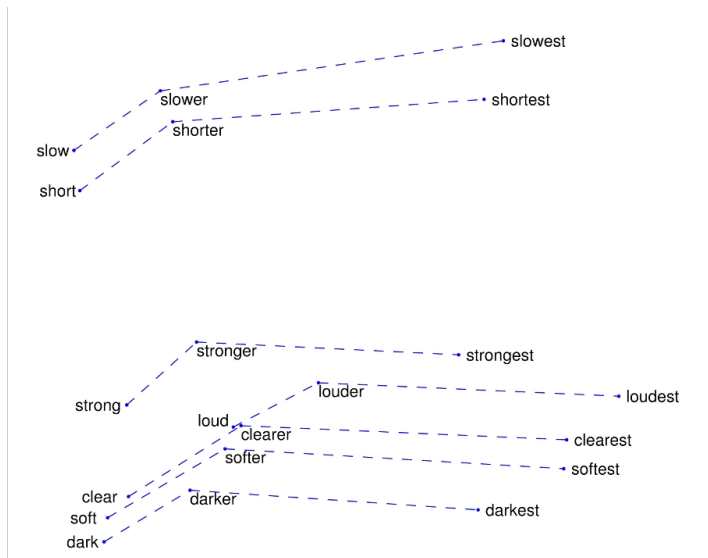 slowest
slower
shortest
shorter
slow
short
stronger
strongest
louder
loudest
strong
loud
clearer
clearest
softer
softest
clear
darker
darkest
soft
dark